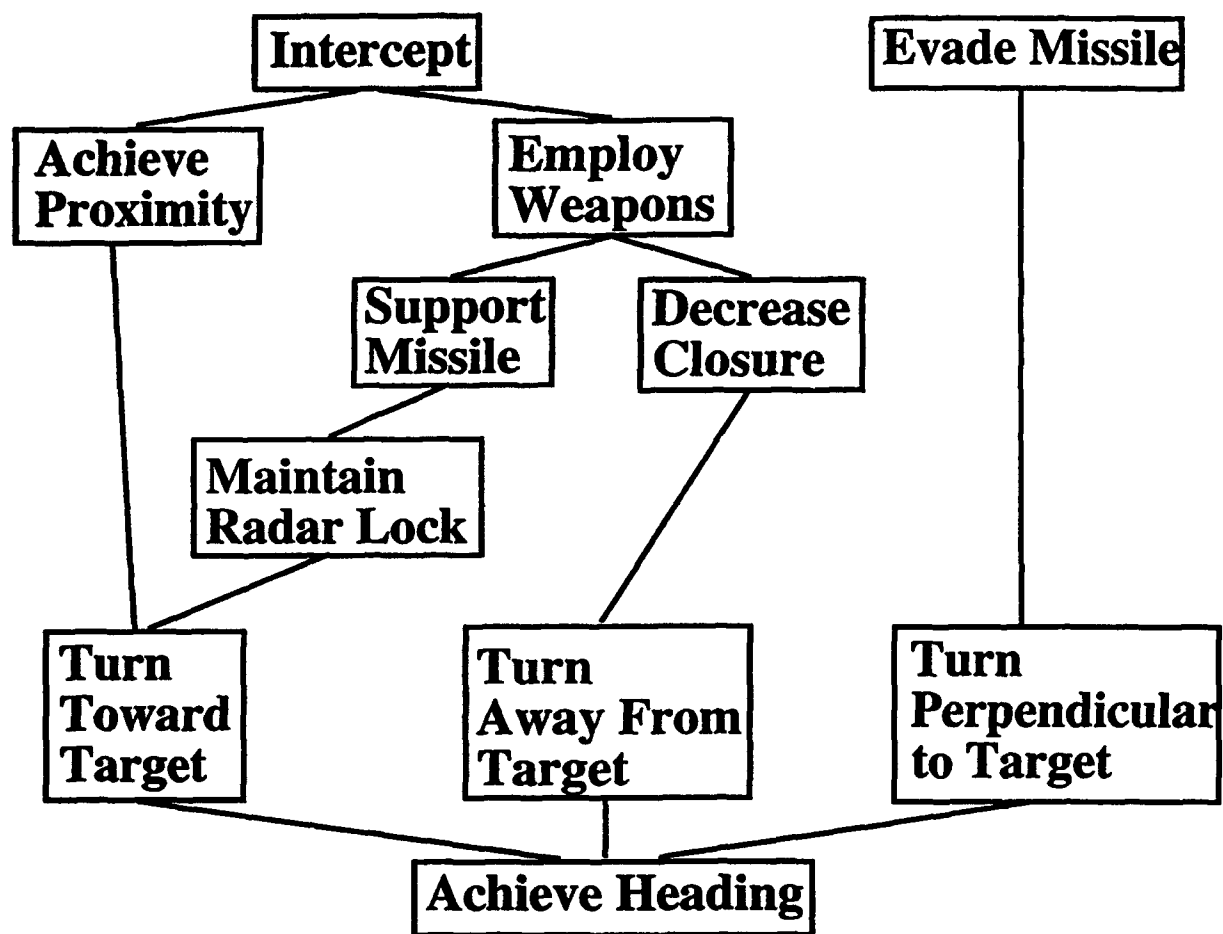 Intercept
Evade Missile
Achieve
Proximity
Employ
Weapons
Support
Missile
Decrease
Closure
Maintain
Radar Lock
Turn
Toward
Target
Turn
Away From
Target
Turn
Perpendicular
to Target
Achieve Heading